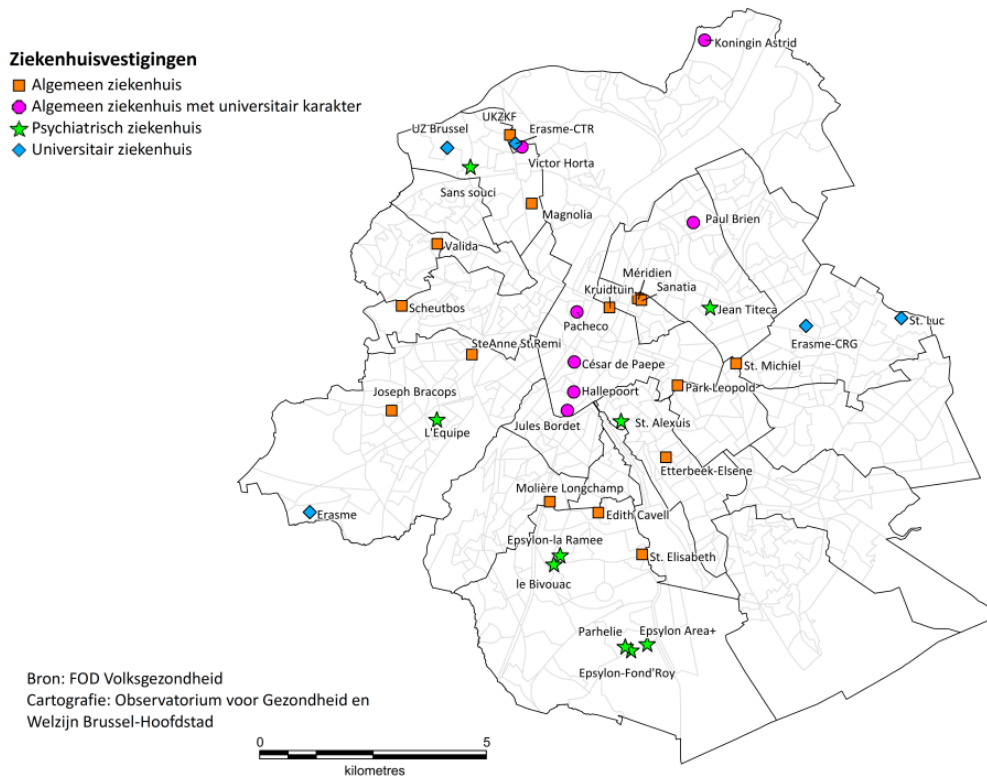 Ziekenhuisvestigingen
Algemeen ziekenhuis
Algemeen ziekenhuis met universitair karakter
Psychiatrisch ziekenhuis
Universitair ziekenhuis
Koningin Astrid
UKZKF
UZ Brussel
Erasme-CTR
Victor Horta
Sans souci
Magnolia
Paul Brien
Valida
Méridien
Sanatia
Kruidtuin
Scheutbos
Pacheco
Jean Titeca
St. Luc
Erasme-CRG
SteAnne St.Remi
César de Paepe
St. Michiel
Joseph Bracops
Hallepoort
Park Leopold
L'Equipe
Jules Bordet
St. Alexuis
Etterbeek-Elsene
Molière Longchamp
Erasme
Edith Cavell
Epsylon-la Ramee
St. Elisabeth
le Bivouac
Parhelie
Epsylon Area+
Epsylon-Fond'Roy
Bron: FOD Volksgezondheid
Cartografie: Observatorium voor Gezondheid en
Welzijn Brussel-Hoofdstad
0 5
kilometres